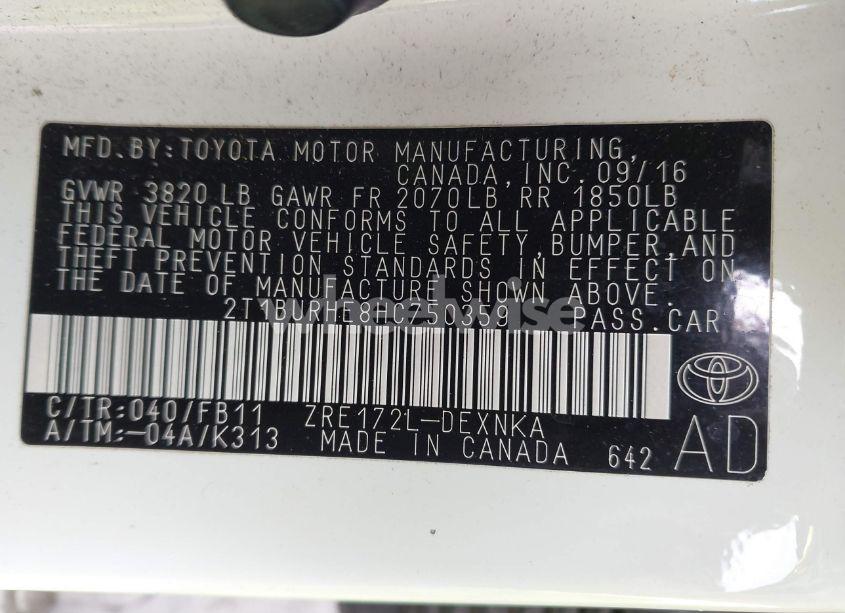 MFD. BY: TOYOTA MOTOR MANUFACTURING,
CANADA, INC. 09/16
GVWR 3820 LB GAWR FR 2070LB RR 1850LB
THIS VEHICLE CONFORMS TO ALL APPLICABLE
FEDERAL MOTOR VEHICLE SAFETY, BUMPER, AND
THEFT PREVENTION STANDARDS IN EFFECT ON
THE DATE OF MANUFACTURE SHOWN ABOVE.
PASS. CAR
wheelwise
C/TR: 040/FB11 ZRE172L-DEXNKA
A/TM: -04A/K313 MADE IN CANADA 642 AD